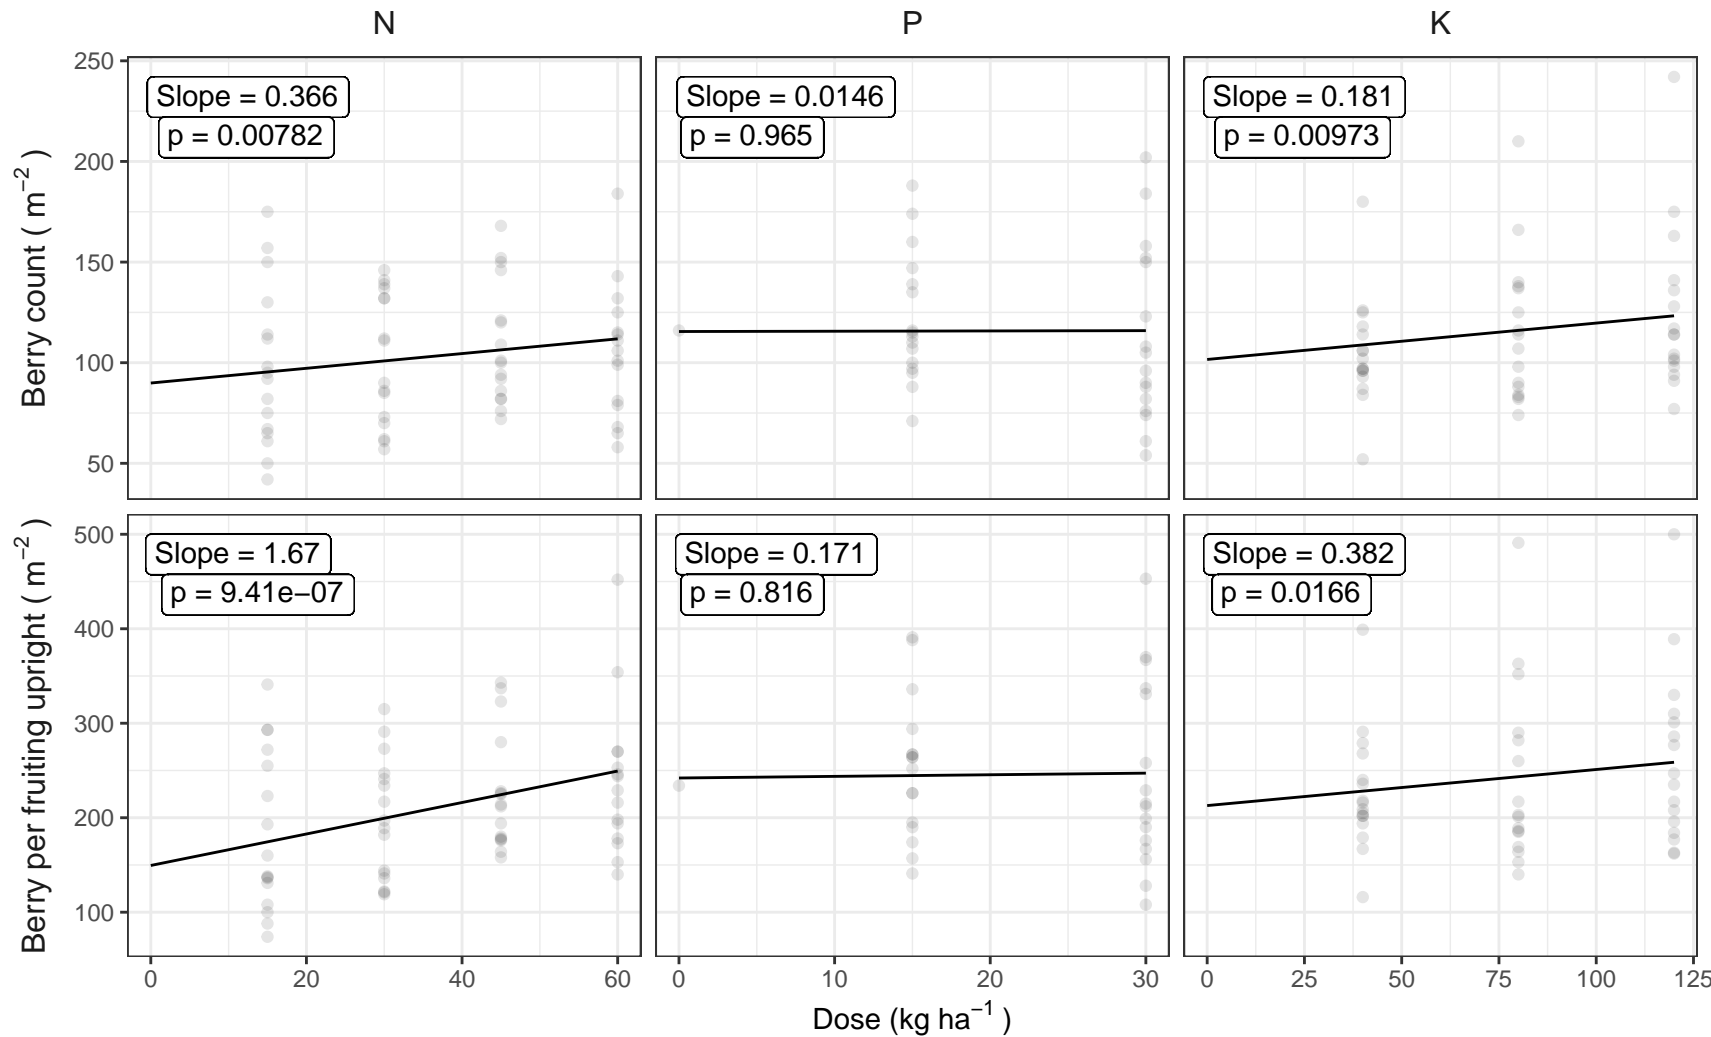 N P K
Berry count ( m−2 )
250
200
150
100
50
Slope = 0.366
p = 0.00782
Slope = 0.0146
p = 0.965
Slope = 0.181
p = 0.00973
Berry per fruiting upright ( m−2 )
500
400
300
200
100
Slope = 1.67
p = 9.41e−07
Slope = 0.171
p = 0.816
Slope = 0.382
p = 0.0166
0 20 40 60 0 10 20 30 0 25 50 75 100 125
Dose (kg ha−1 )